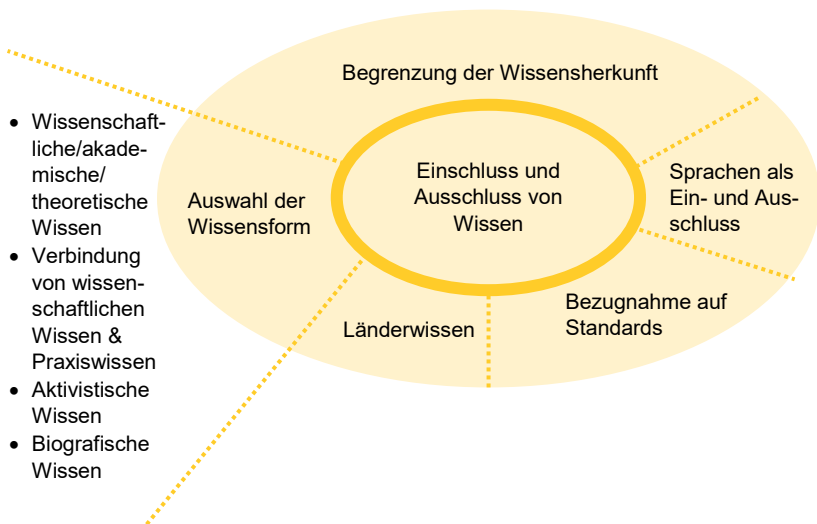 Begrenzung der Wissensherkunft
• Wissenschaft-
liche/akade-
mische/
theoretische
Wissen
• Verbindung
von wissen-
schaftlichen
Wissen &
Praxiswissen
• Aktivistische
Wissen
• Biografische
Wissen
Auswahl der
Wissensform
Einschluss und
Ausschluss von
Wissen
Sprachen als
Ein- und Aus-
schluss
Länderwissen
Bezugnahme auf
Standards